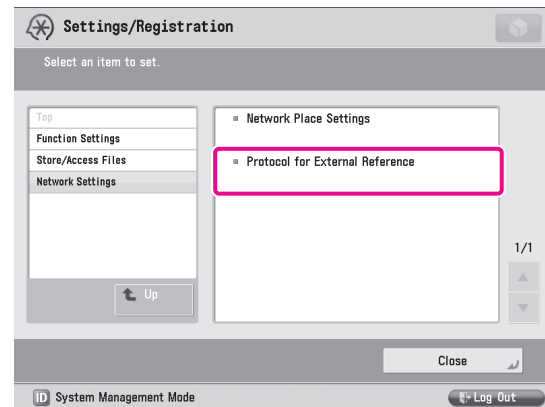 Settings/Registration
Select an item to set.
Top
Function Settings
Store/Access Files
Network Settings
Up
Network Place Settings
Protocol for External Reference
1/1
Close
ID System Management Mode
Log Out